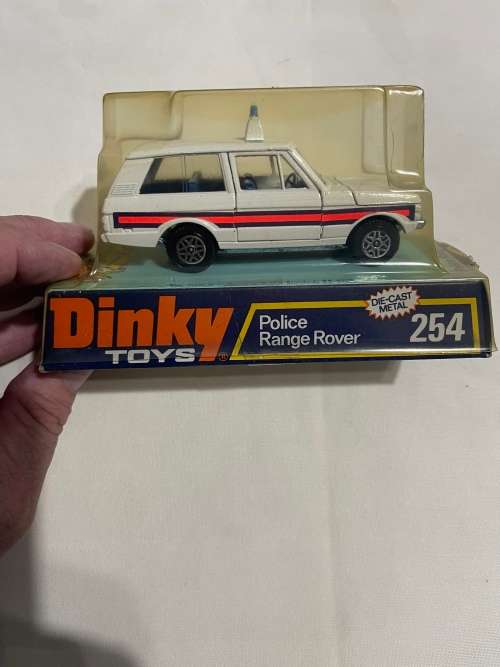 Dinky
TOYS®
Police
Range Rover
DIE-CAST
METAL
254